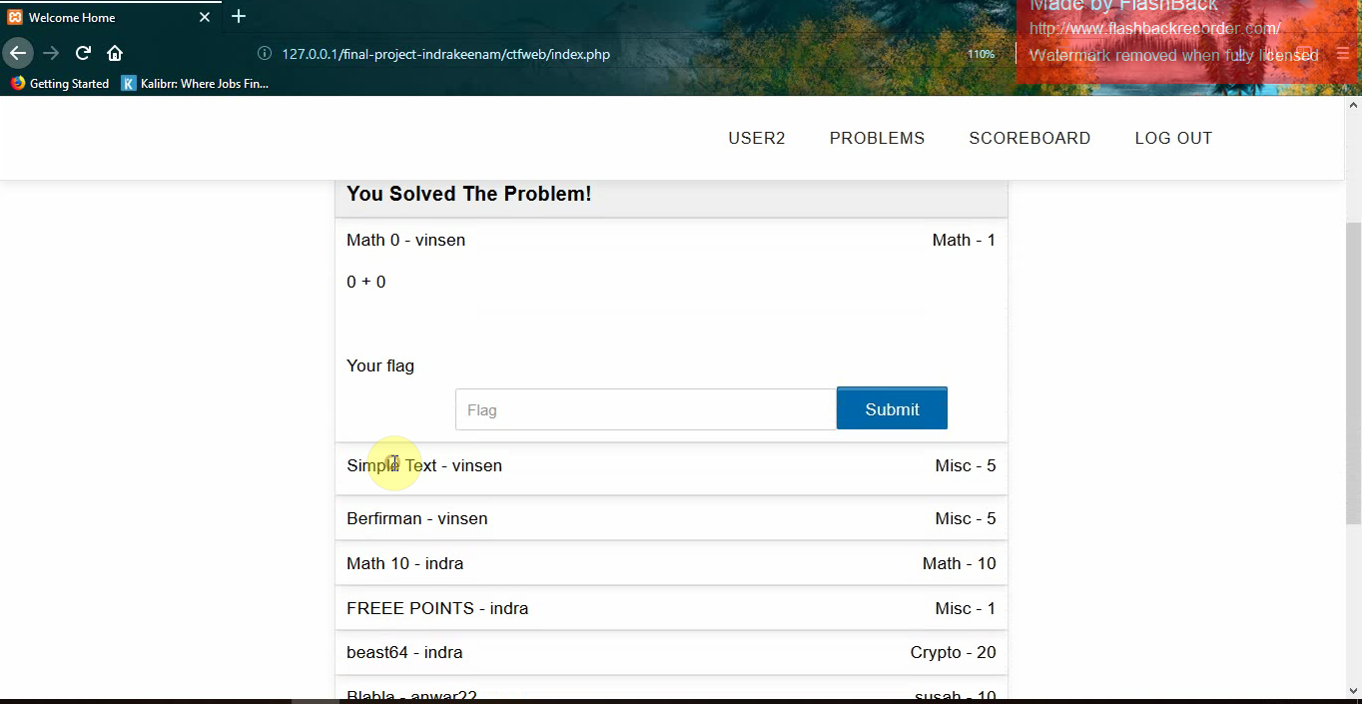 Welcome Home
Made by FlashBack
http://www.flashbackrecorder.com/
127.0.0.1/final-project-indrakeenam/ctfweb/index.php
110%
Watermark removed when fully licensed
Getting Started
Kalibrr: Where Jobs Fin...
USER2 PROBLEMS SCOREBOARD LOG OUT
You Solved The Problem!
Math 0 - vinsen Math - 1
0 + 0
Your flag
Flag Submit
Simple Text - vinsen Misc - 5
Berfirman - vinsen Misc - 5
Math 10 - indra Math - 10
FREEE POINTS - indra Misc - 1
beast64 - indra Crypto - 20
Blabla - anwar22 susah - 10